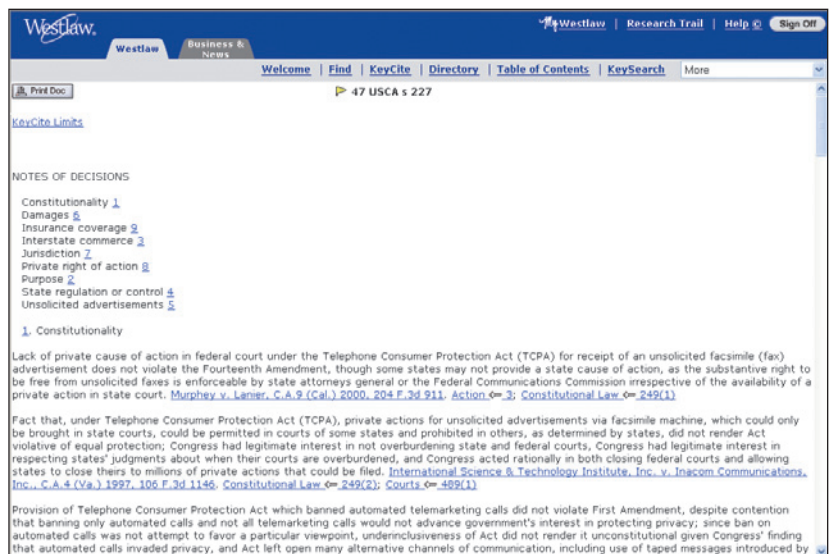 Westlaw.
Westlaw | Research Trail | Help © Sign Off
Westlaw
Business &
News
Welcome | Find | KeyCite | Directory | Table of Contents | KeySearch More
Print Doc
47 USCA s 227
KeyCite Limits
NOTES OF DECISIONS
Constitutionality 1
Damages 6
Insurance coverage 9
Interstate commerce 3
Jurisdiction 7
Private right of action 8
Purpose 2
State regulation or control 4
Unsolicited advertisements 5
1. Constitutionality
Lack of private cause of action in federal court under the Telephone Consumer Protection Act (TCPA) for receipt of an unsolicited facsimile (fax)
advertisement does not violate the Fourteenth Amendment, though some states may not provide a state cause of action, as the substantive right to
be free from unsolicited faxes is enforceable by state attorneys general or the Federal Communications Commission irrespective of the availability of a
private action in state court. Murphey v. Lanier, C.A.9 (Cal.) 2000, 204 F.3d 911. Action 3; Constitutional Law 249(1)
Fact that, under Telephone Consumer Protection Act (TCPA), private actions for unsolicited advertisements via facsimile machine, which could only
be brought in state courts, could be permitted in courts of some states and prohibited in others, as determined by states, did not render Act
violative of equal protection; Congress had legitimate interest in not overburdening state and federal courts, Congress had legitimate interest in
respecting states' judgments about when their courts are overburdened, and Congress acted rationally in both closing federal courts and allowing
states to close theirs to millions of private actions that could be filed. International Science & Technology Institute, Inc. v. Inacom Communications,
Inc., C.A.4 (Va.) 1997, 106 F.3d 1146. Constitutional Law 249(2); Courts 489(1)
Provision of Telephone Consumer Protection Act which banned automated telemarketing calls did not violate First Amendment, despite contention
that banning only automated calls and not all telemarketing calls would not advance government's interest in protecting privacy; since ban on
automated calls was not attempt to favor a particular viewpoint, underinclusiveness of Act did not render it unconstitutional given Congress' finding
that automated calls invaded privacy, and Act left open many alternative channels of communication, including use of taped messages introduced by